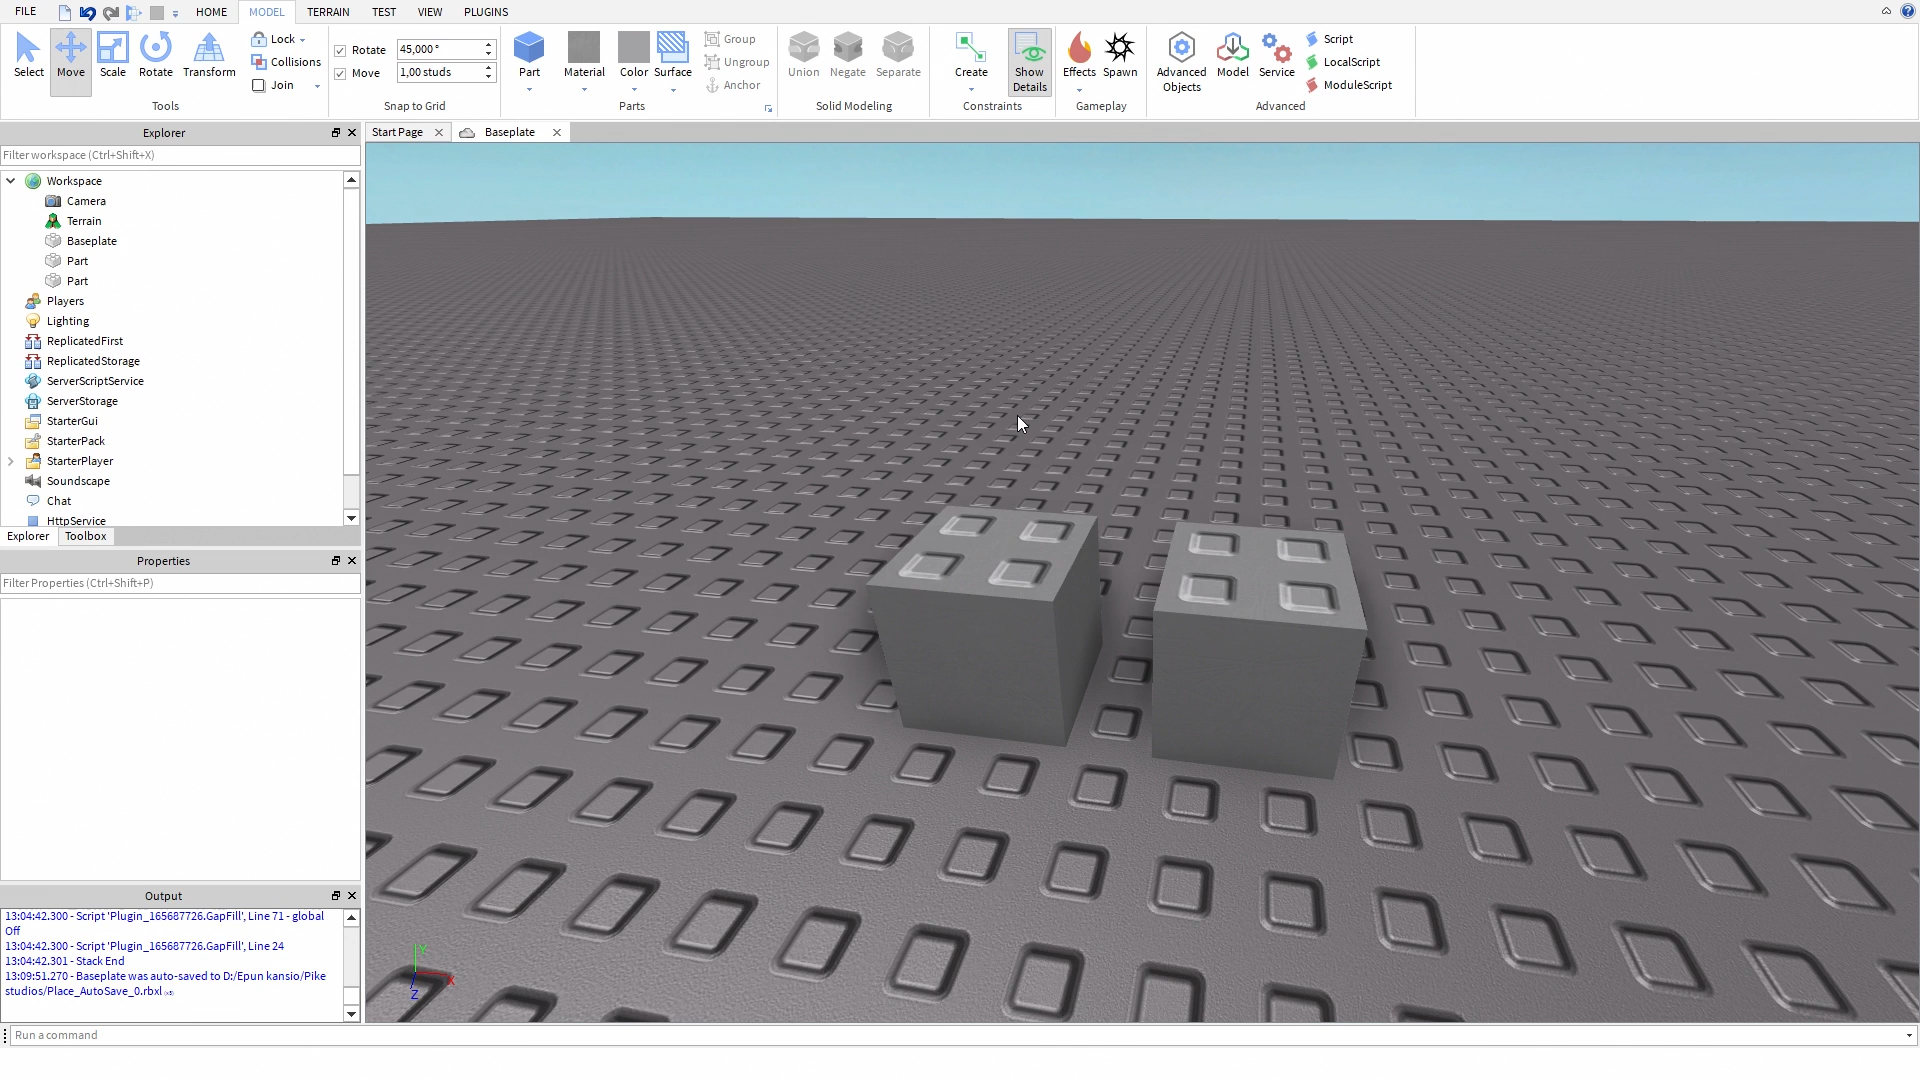 FILE
HOME
MODEL
TERRAIN
TEST
VIEW
PLUGINS
Select
Move
Scale
Rotate
Transform
Lock
Collisions
Join
Tools
Rotate
45,000 °
Move
1,00 studs
Snap to Grid
Part
Material
Color
Surface
Group
Ungroup
Anchor
Parts
Union
Negate
Separate
Solid Modeling
Create
Show
Details
Constraints
Effects
Spawn
Gameplay
Advanced
Objects
Model
Service
Script
LocalScript
ModuleScript
Advanced
Explorer
Start Page
Baseplate
Filter workspace (Ctrl+Shift+X)
Workspace
Camera
Terrain
Baseplate
Part
Part
Players
Lighting
ReplicatedFirst
ReplicatedStorage
ServerScriptService
ServerStorage
StarterGui
StarterPack
StarterPlayer
Soundscape
Chat
HttpService
Explorer
Toolbox
Properties
Filter Properties (Ctrl+Shift+P)
Output
13:04:42.300 - Script 'Plugin_165687726.GapFill', Line 71 - global
Off
13:04:42.300 - Script 'Plugin_165687726.GapFill', Line 24
13:04:42.301 - Stack End
13:09:51.270 - Baseplate was auto-saved to D:/Epun kansio/Pike
studios/Place_AutoSave_0.rbxl
Y
X
Z
Run a command